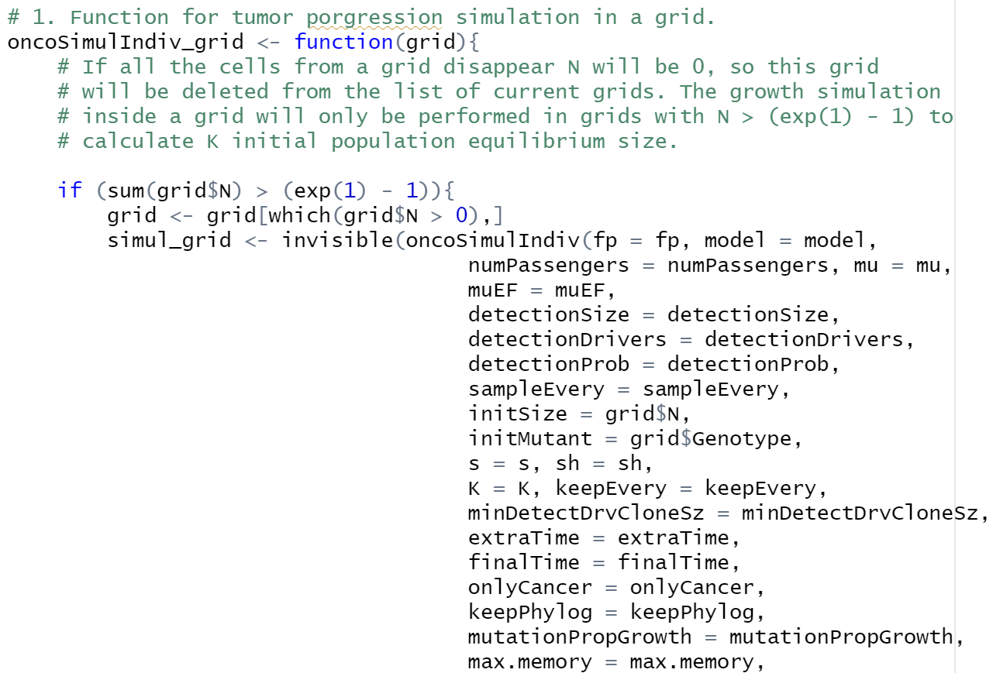 # 1. Function for tumor porgression simulation in a grid.
oncoSimulIndiv_grid <- function(grid){
    # If all the cells from a grid disappear N will be 0, so this grid
    # will be deleted from the list of current grids. The growth simulation
    # inside a grid will only be performed in grids with N > (exp(1) - 1) to
    # calculate K initial population equilibrium size.

    if (sum(grid$N) > (exp(1) - 1)){
        grid <- grid[which(grid$N > 0),]
        simul_grid <- invisible(oncoSimulIndiv(fp = fp, model = model,
                                     numPassengers = numPassengers, mu = mu,
                                     muEF = muEF,
                                     detectionSize = detectionSize,
                                     detectionDrivers = detectionDrivers,
                                     detectionProb = detectionProb,
                                     sampleEvery = sampleEvery,
                                     initSize = grid$N,
                                     initMutant = grid$Genotype,
                                     s = s, sh = sh,
                                     K = K, keepEvery = keepEvery,
                                     minDetectDrvCloneSz = minDetectDrvCloneSz,
                                     extraTime = extraTime,
                                     finalTime = finalTime,
                                     onlyCancer = onlyCancer,
                                     keepPhylog = keepPhylog,
                                     mutationPropGrowth = mutationPropGrowth,
                                     max.memory = max.memory,